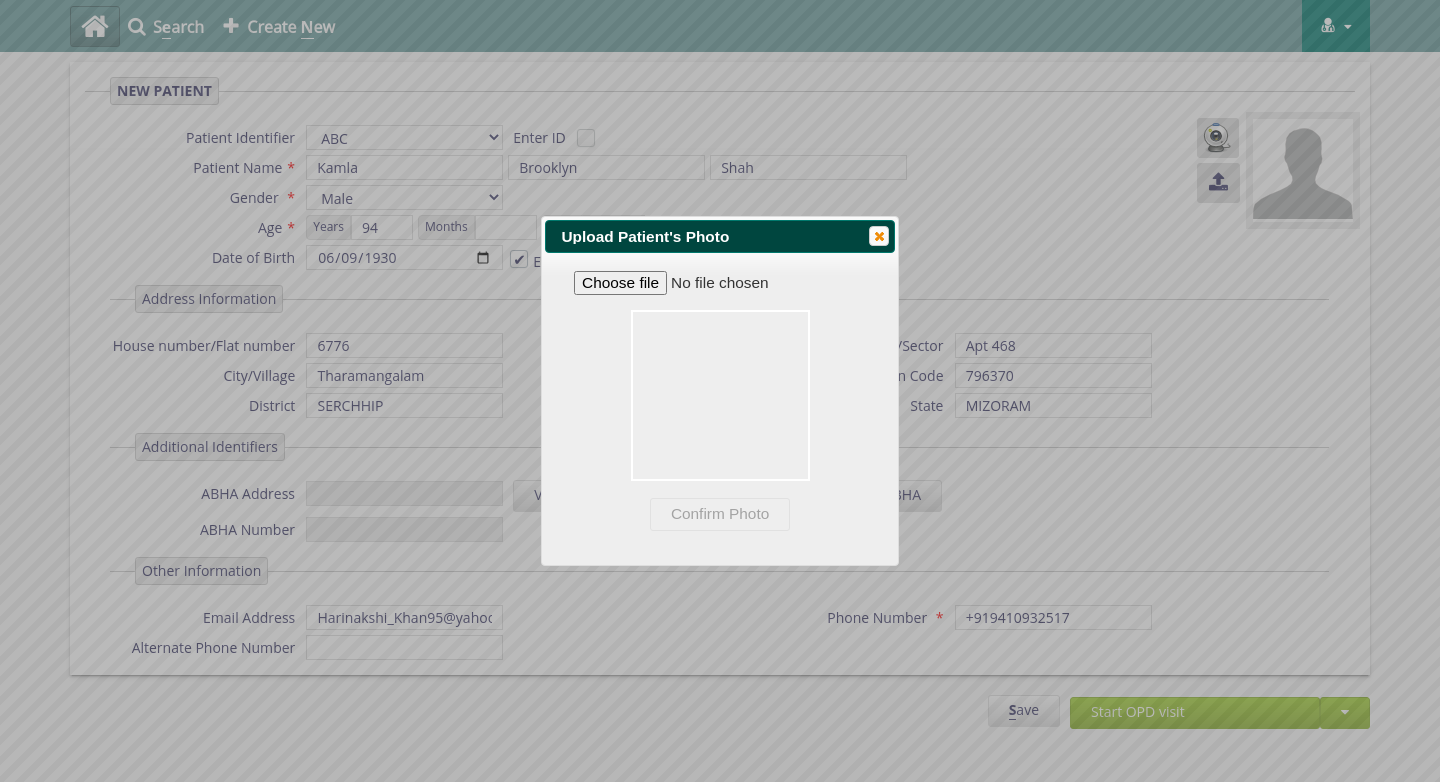 Search
Create New
NEW PATIENT
Patient Identifier ABC Enter ID
Patient Name * Kamla Brooklyn Shah
Gender * Male
Age * Years 94 Months
Date of Birth 06/09/1930
Upload Patient's Photo
Choose file No file chosen
Confirm Photo
Address Information
House number/Flat number 6776 /Sector Apt 468
City/Village Tharamangalam Code 796370
District SERCHHIP State MIZORAM
Additional Identifiers
ABHA Address
ABHA Number
Other Information
Email Address Harinakshi_Khan95@yahoo Phone Number * +919410932517
Alternate Phone Number
Save Start OPD visit